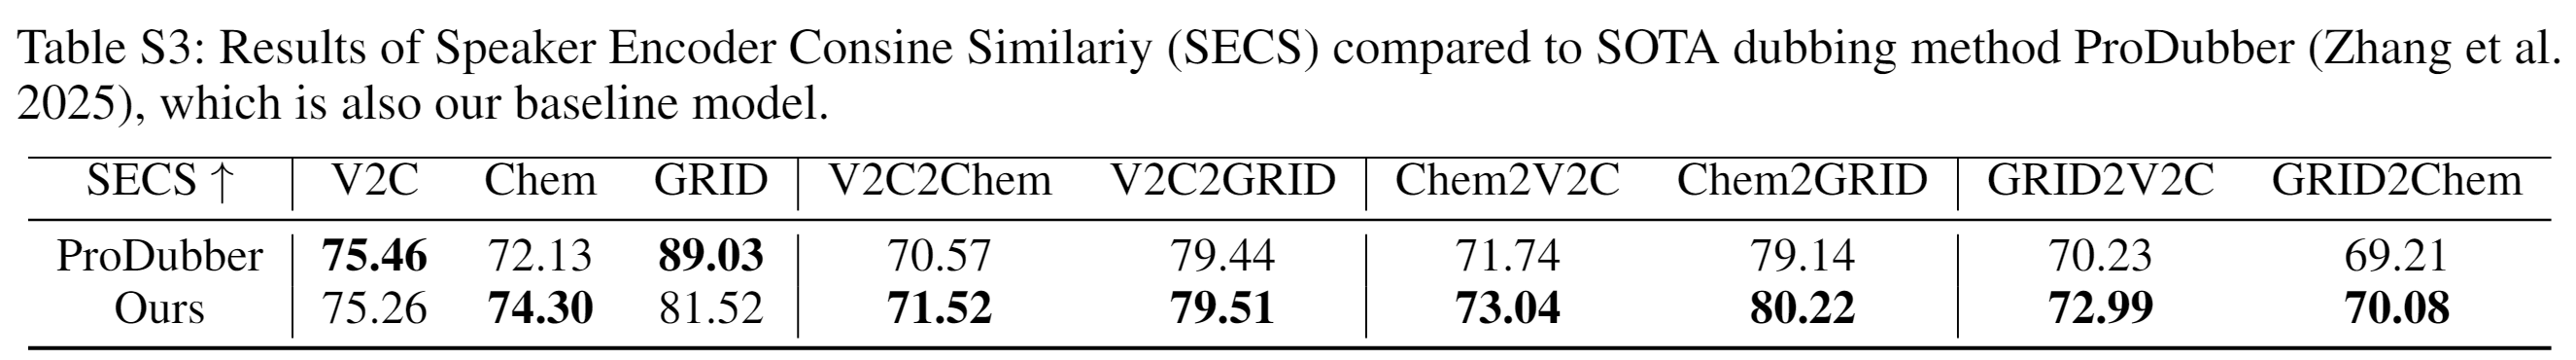 Table S3: Results of Speaker Encoder Consine Similariy (SECS) compared to SOTA dubbing method ProDubber (Zhang et al.
2025), which is also our baseline model.
SECS ↑ V2C Chem GRID V2C2Chem V2C2GRID Chem2V2C Chem2GRID GRID2V2C GRID2Chem
ProDubber 75.46 72.13 89.03 70.57 79.44 71.74 79.14 70.23 69.21
Ours 75.26 74.30 81.52 71.52 79.51 73.04 80.22 72.99 70.08